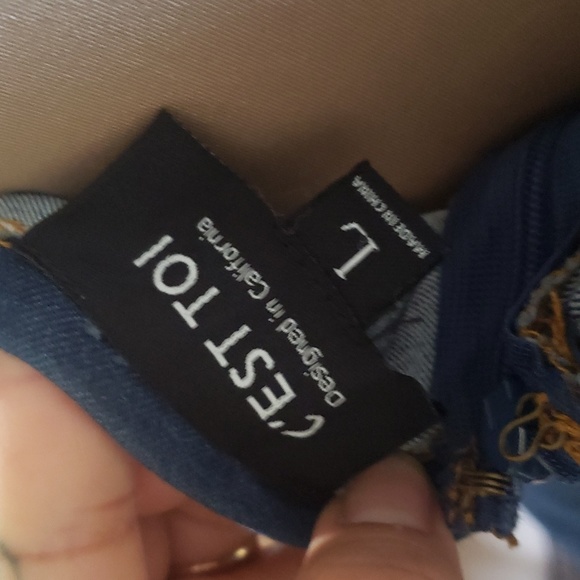 C'EST TOI
Designed in California
L
MADE IN CHINA